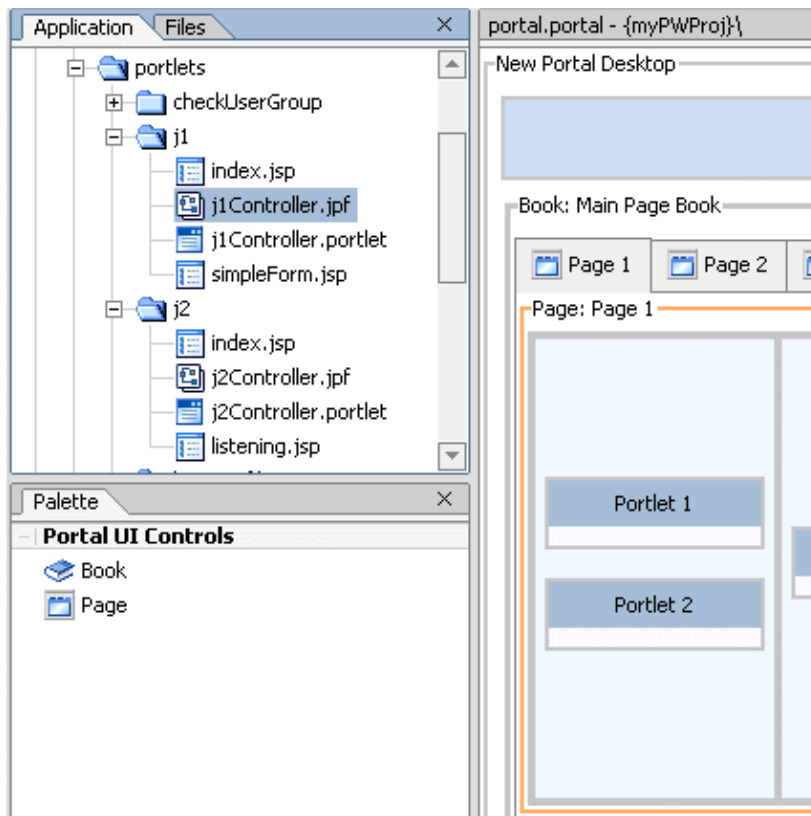 Application Files
portlets
checkUserGroup
j1
index.jsp
j1Controller.jpf
j1Controller.portlet
simpleForm.jsp
j2
index.jsp
j2Controller.jpf
j2Controller.portlet
listening.jsp
Palette
Portal UI Controls
Book
Page
portal.portal - {myPWProj}\
New Portal Desktop
Book: Main Page Book
Page 1 Page 2
Page: Page 1
Portlet 1
Portlet 2